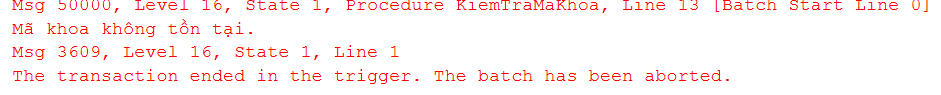 Msg 50000, Level 16, State 1, Procedure KiemTraMaKhoa, Line 13 [Batch Start Line 0]
Mã khoa không tồn tại.
Msg 3609, Level 16, State 1, Line 1
The transaction ended in the trigger. The batch has been aborted.